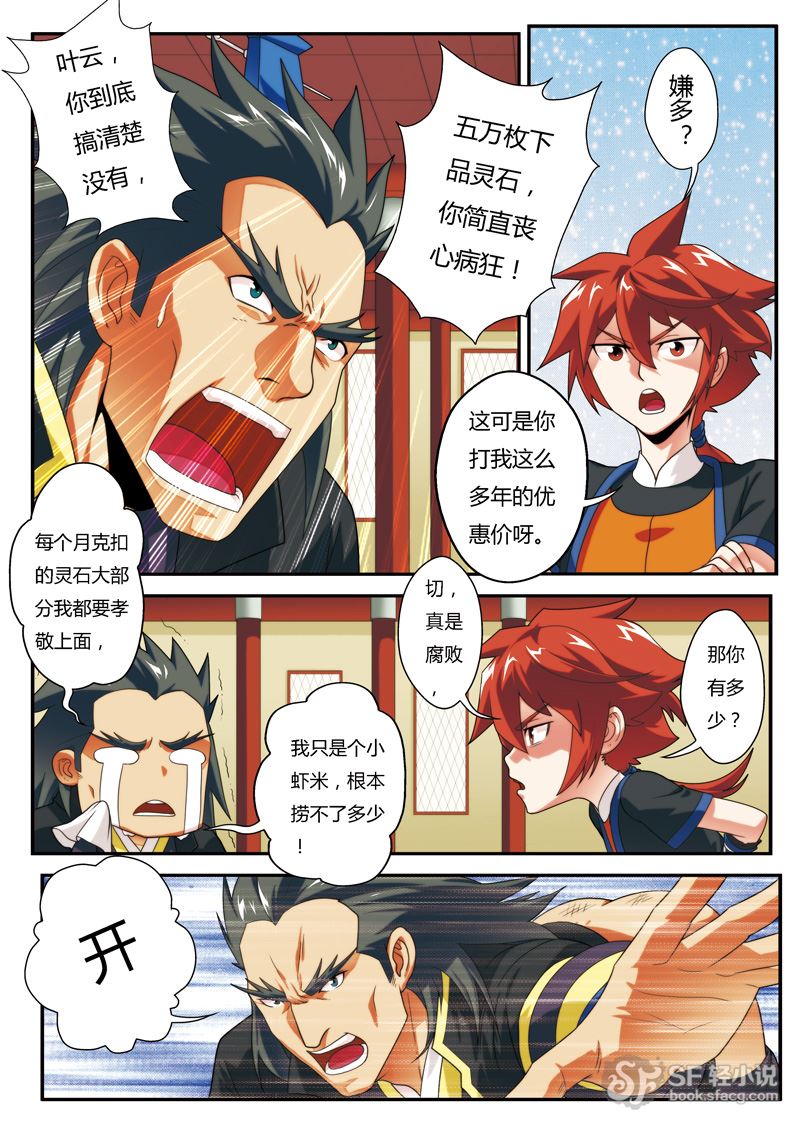 叶云，
你到底
搞清楚
没有，
五万枚下
品灵石，
你简直丧
心病狂！
嫌多？
这可是你
打我这么
多年的优
惠价呀。
每个月克扣
的灵石大部
分我都要孝
敬上面，
我只是个小
虾米，根本
捞不了多少
！
切，
真是
腐败
，
那你
有多
少？
开
SF轻小说
book.sfacg.com